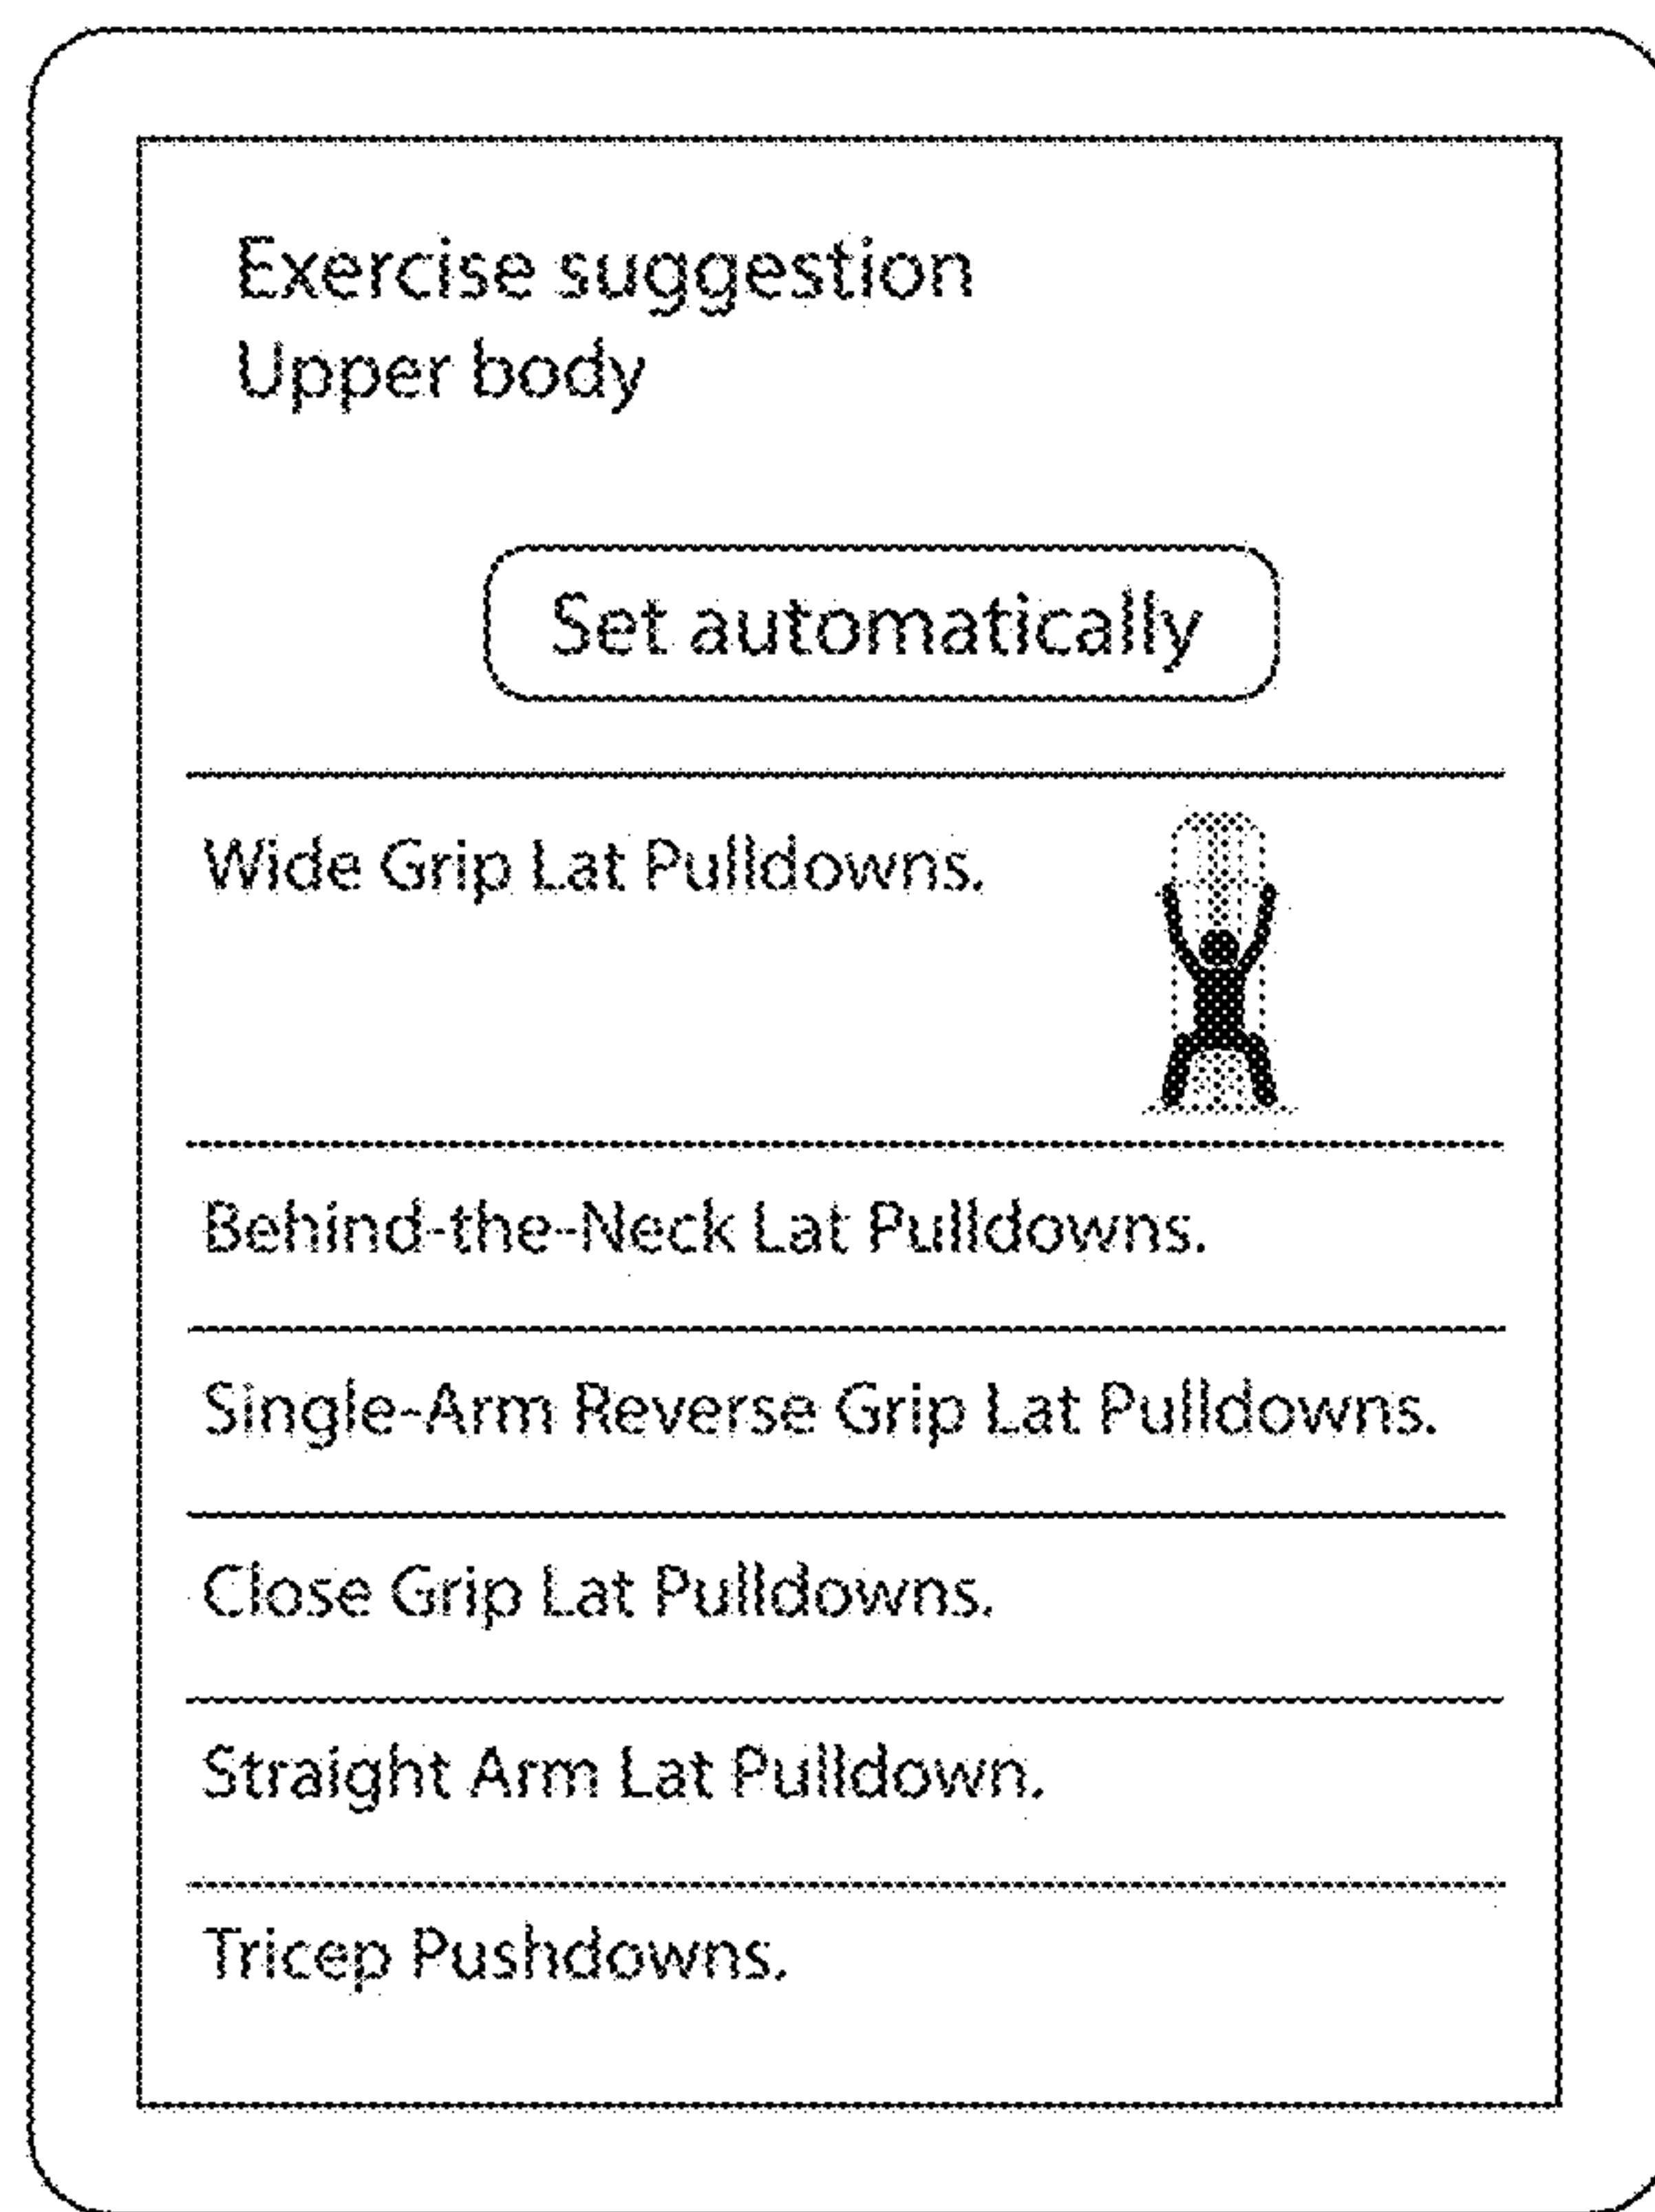 Exercise suggestion
Upper body
Set automatically
Wide Grip Lat Pulldowns.
Behind-the-Neck Lat Pulldowns.
Single-Arm Reverse Grip Lat Pulldowns.
Close Grip Lat Pulldowns.
Straight Arm Lat Pulldown.
Tricep Pushdowns.